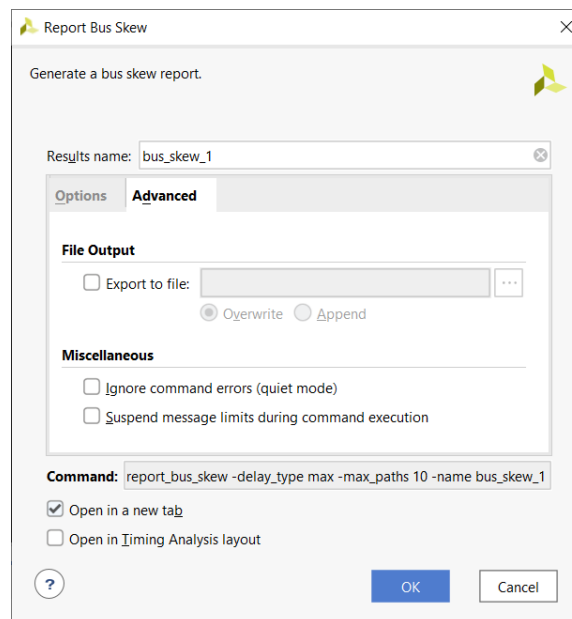 Report Bus Skew
Generate a bus skew report.
Results name: bus_skew_1
Options Advanced
File Output
Export to file: ...
Overwrite Append
Miscellaneous
Ignore command errors (quiet mode)
Suspend message limits during command execution
Command: report_bus_skew -delay_type max -max_paths 10 -name bus_skew_1
Open in a new tab
Open in Timing Analysis layout
? OK Cancel